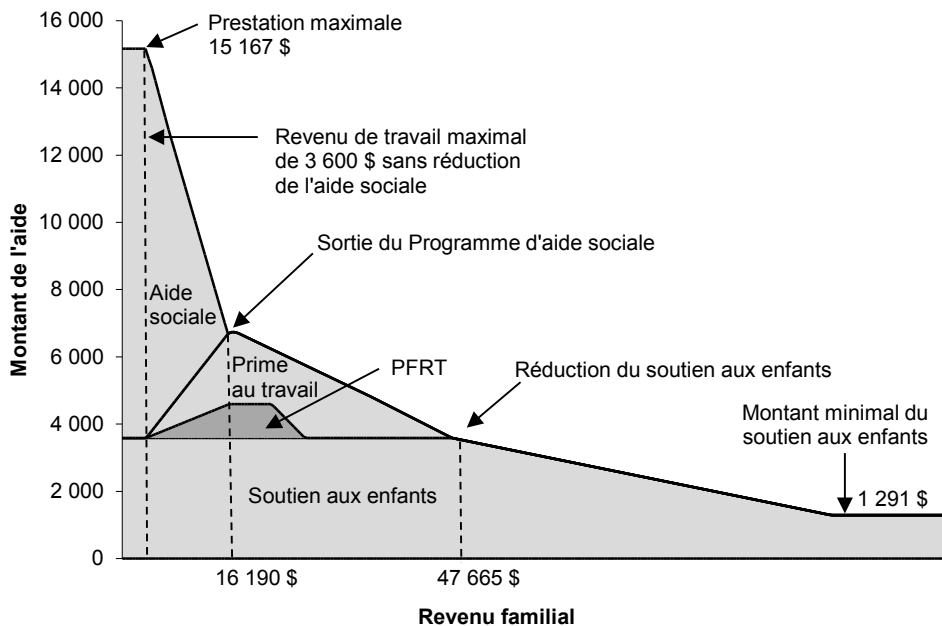 16 000
14 000
12 000
10 000
8 000
6 000
4 000
2 000
0
Montant de l'aide
Prestation maximale
15 167 $
Revenu de travail maximal
de 3 600 $ sans réduction
de l'aide sociale
Sortie du Programme d'aide sociale
Aide
sociale
Prime
au travail
PFRT
Réduction du soutien aux enfants
Montant minimal du
soutien aux enfants
1 291 $
Soutien aux enfants
16 190 $
47 665 $
Revenu familial